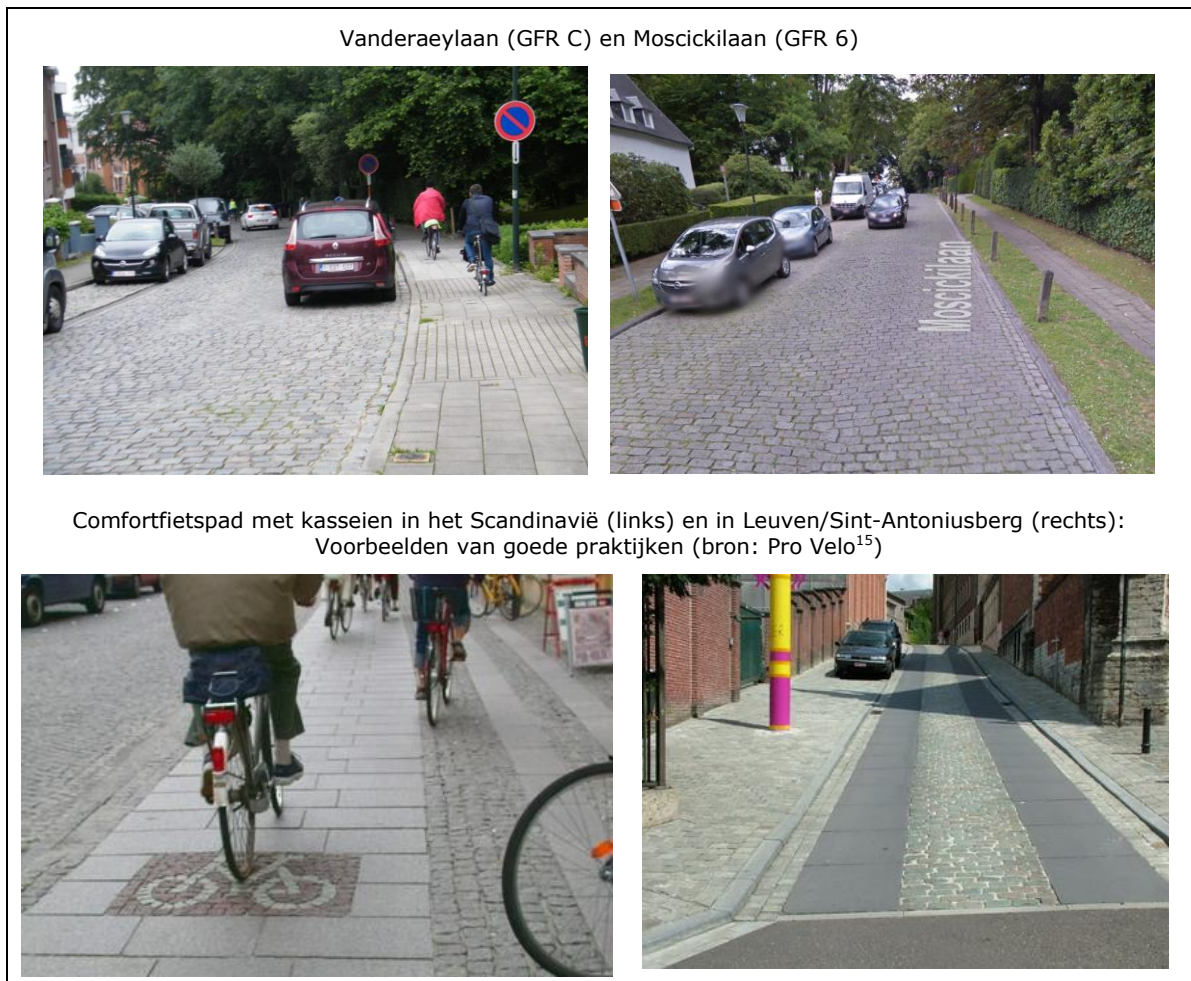 Vanderaeylaan (GFR C) en Moscickilaan (GFR 6)
Moscickilaan
Comfortfietspad met kasseien in het Scandinavië (links) en in Leuven/Sint-Antoniusberg (rechts):
Voorbeelden van goede praktijken (bron: Pro Velo15)